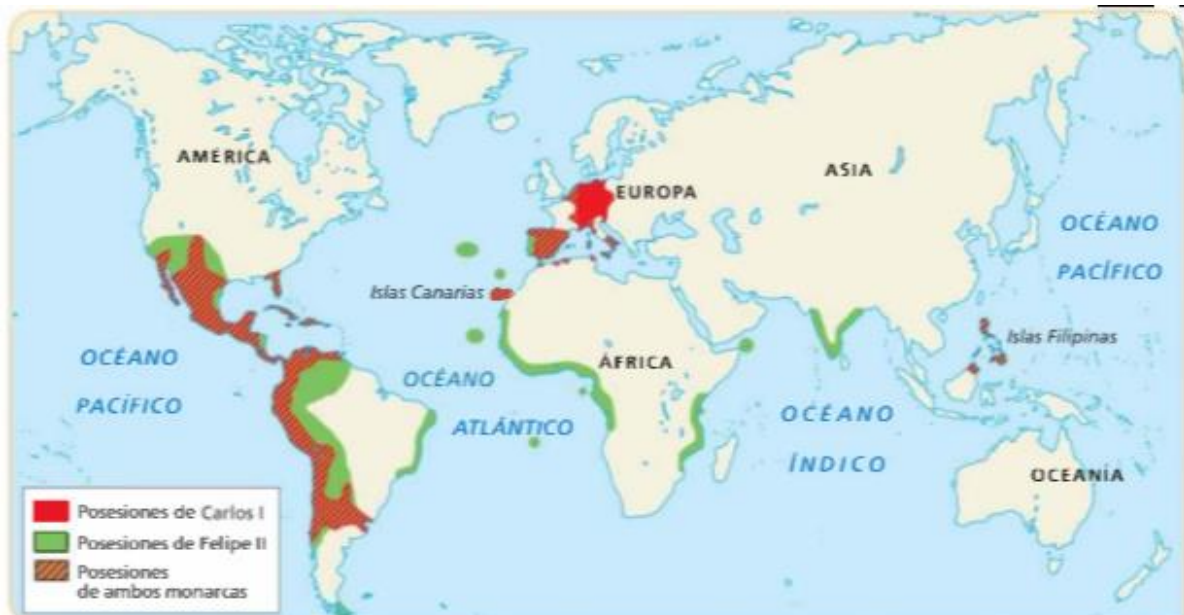 AMÉRICA
EUROPA
ASIA
OCÉANO
PACÍFICO
Islas Canarias
Islas Filipinas
ÁFRICA
OCÉANO
PACÍFICO
OCÉANO
ATLÁNTICO
OCÉANO
ÍNDICO
OCEANÍA
Posesiones de Carlos I
Posesiones de Felipe II
Posesiones
de ambos monarcas